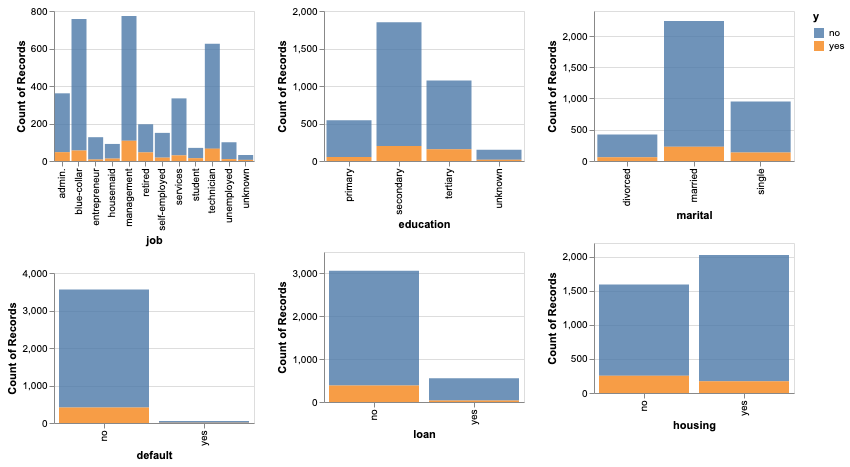 Count of Records
800
600
400
200
0
admin.
blue-collar
entrepreneur
housemaid
management
retired
self-employed
services
student
technician
unemployed
unknown
job
Count of Records
2,000
1,500
1,000
500
0
primary
secondary
tertiary
unknown
education
Count of Records
2,000
1,500
1,000
500
0
divorced
married
single
marital
y
no
yes
Count of Records
4,000
3,000
2,000
1,000
0
no
yes
default
Count of Records
3,000
2,000
1,000
0
no
yes
loan
Count of Records
2,000
1,500
1,000
500
0
no
yes
housing